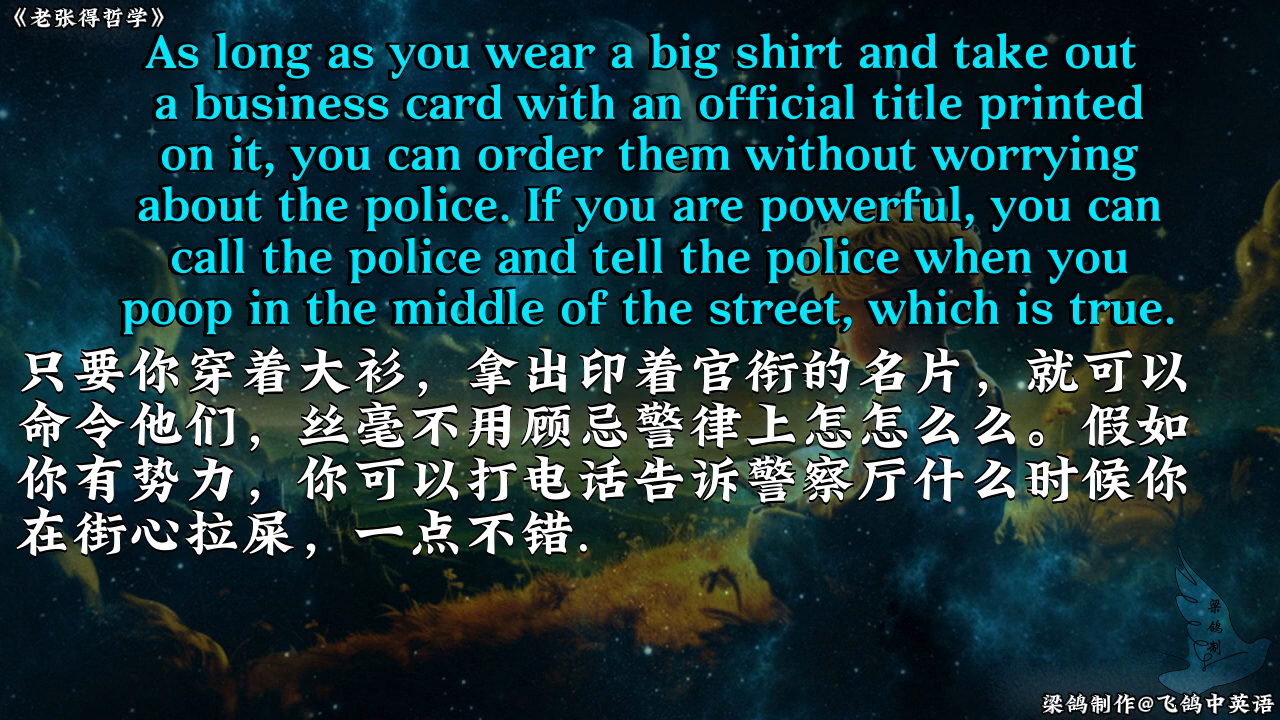 《老张得哲学》
As long as you wear a big shirt and take out
a business card with an official title printed
on it, you can order them without worrying
about the police. If you are powerful, you can
call the police and tell the police when you
poop in the middle of the street, which is true.
只要你穿着大衫，拿出印着官衔的名片，就可以
命令他们，丝毫不用顾忌警律上怎怎么么。假如
你有势力，你可以打电话告诉警察厅什么时候你
在街心拉屎，一点不错.
梁鸽制
梁鸽制作@飞鸽中英语